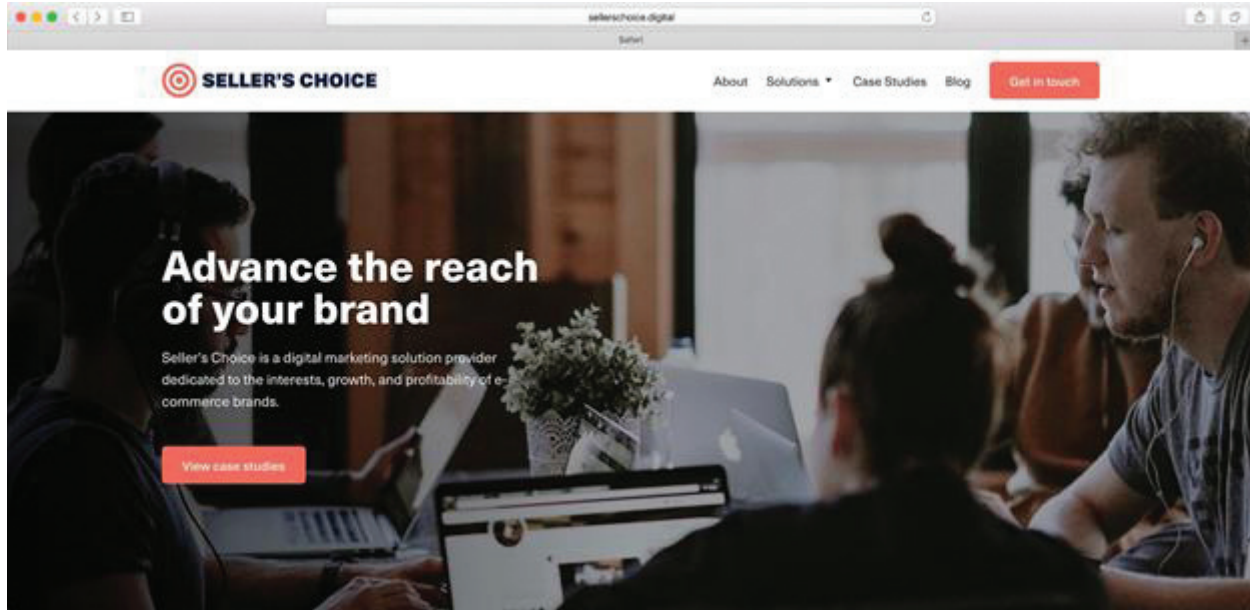 sellerschoice.digital
Safari
SELLER'S CHOICE
About Solutions Case Studies Blog Get in touch
Advance the reach
of your brand
Seller's Choice is a digital marketing solution provider
dedicated to the interests, growth, and profitability of e-
commerce brands.
View case studies